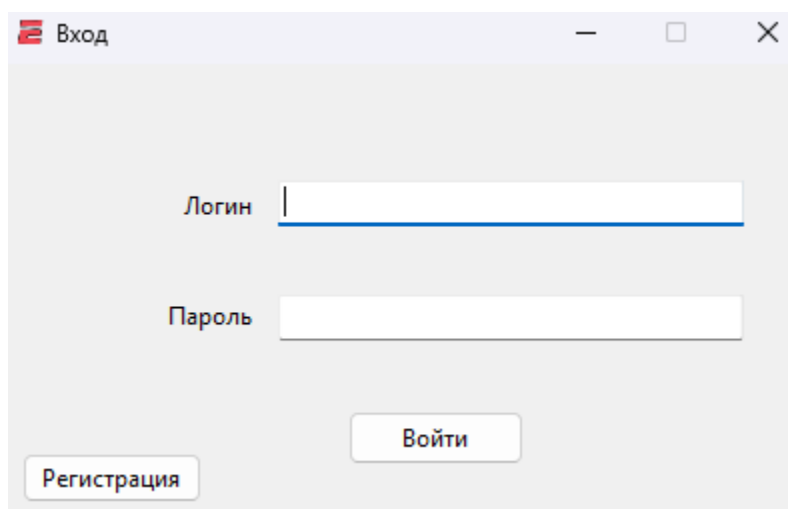 Вход
Логин
Пароль
Войти
Регистрация